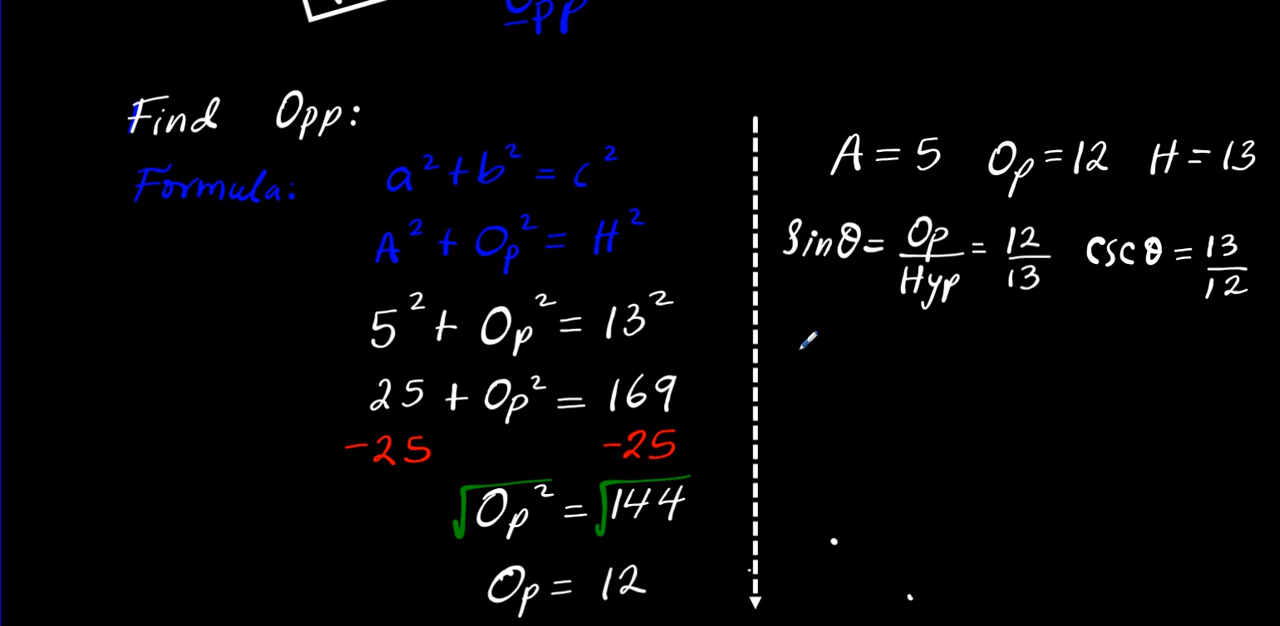 Opp
Find Opp:
Formula: a² + b² = c²
A² + Op² = H²
5² + Op² = 13²
25 + Op² = 169
-25 -25
√Op² = √144
Op = 12
A = 5 Op = 12 H = 13
Sinθ = Op/Hyp = 12/13 cscθ = 13/12